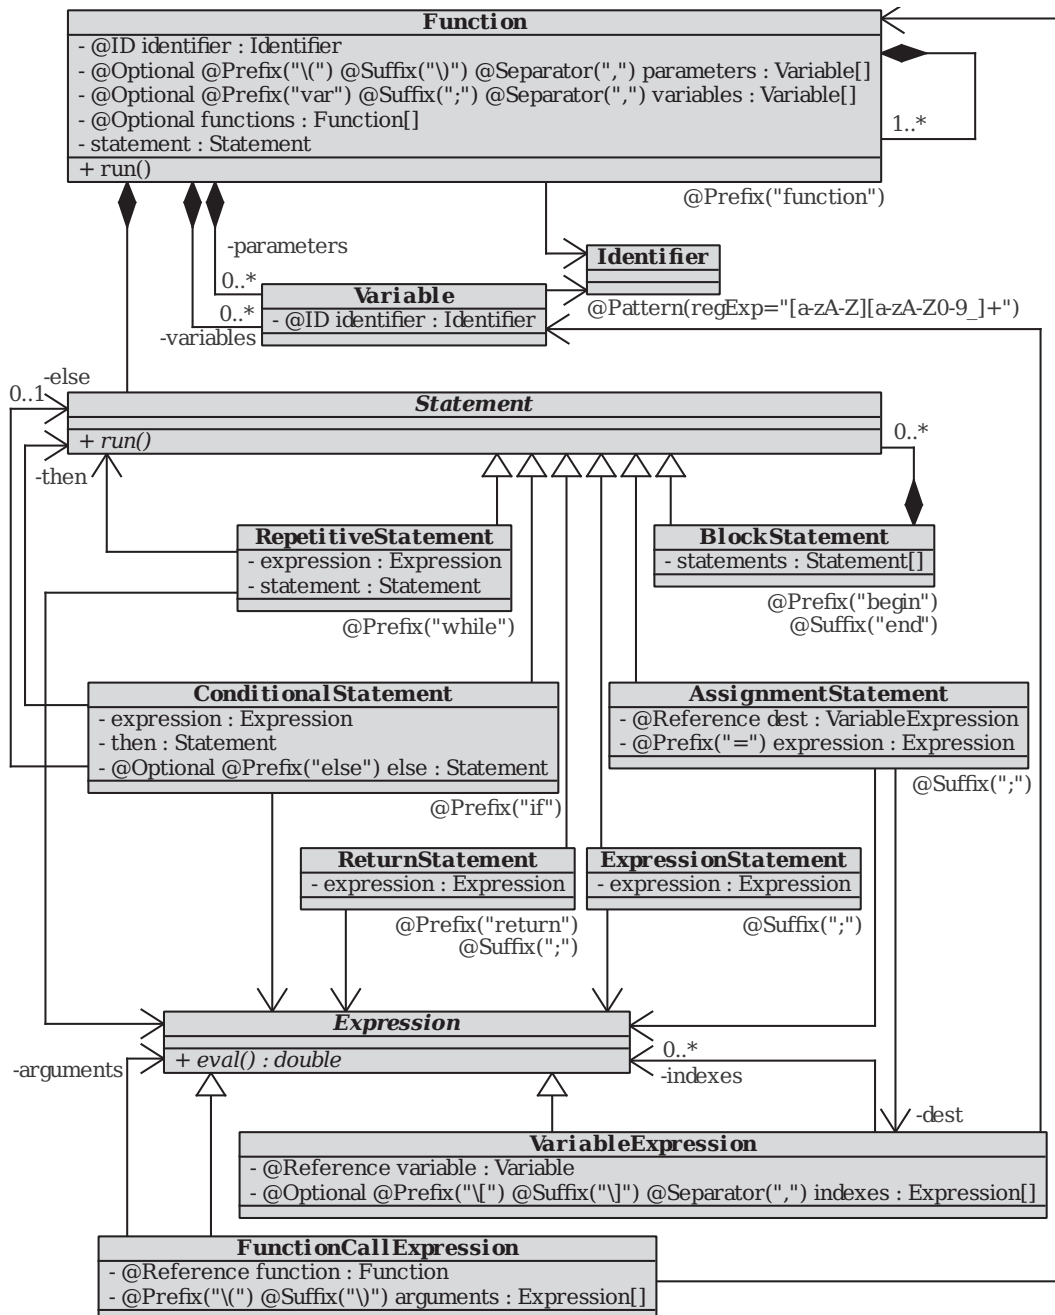 Function
- @ID identifier : Identifier
- @Optional @Prefix("\(") @Suffix("\)") @Separator(",") parameters : Variable[]
- @Optional @Prefix("var") @Suffix(";") @Separator(",") variables : Variable[]
- @Optional functions : Function[]
- statement : Statement
+ run()
1..*
@Prefix("function")
-parameters
0..*
Identifier
@Pattern(regExp="[a-zA-Z][a-zA-Z0-9_]+")
Variable
- @ID identifier : Identifier
0..*
-variables
-else
0..1
Statement
+ run()
0..*
-then
RepetitiveStatement
- expression : Expression
- statement : Statement
@Prefix("while")
BlockStatement
- statements : Statement[]
@Prefix("begin")
@Suffix("end")
ConditionalStatement
- expression : Expression
- then : Statement
- @Optional @Prefix("else") else : Statement
@Prefix("if")
AssignmentStatement
- @Reference dest : VariableExpression
- @Prefix("=") expression : Expression
@Suffix(";")
ReturnStatement
- expression : Expression
@Prefix("return")
@Suffix(";")
ExpressionStatement
- expression : Expression
@Suffix(";")
Expression
+ eval() : double
-arguments
0..*
-indexes
-dest
VariableExpression
- @Reference variable : Variable
- @Optional @Prefix("\[") @Suffix("\]") @Separator(",") indexes : Expression[]
FunctionCallExpression
- @Reference function : Function
- @Prefix("\(") @Suffix("\)") arguments : Expression[]